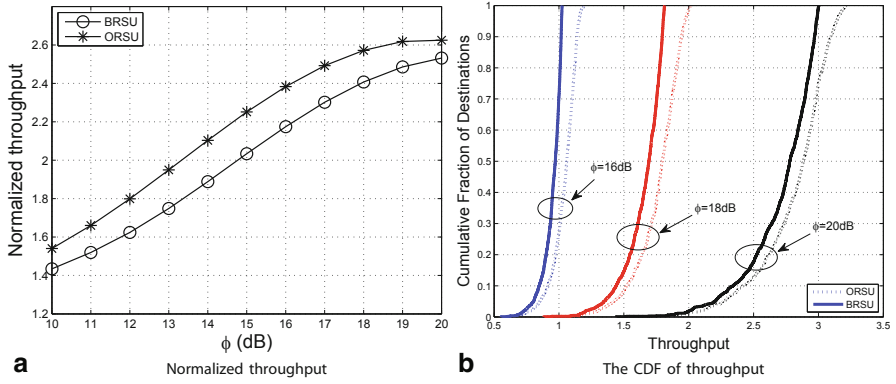 BRSU
ORSU
Normalized throughput
2.6
2.4
2.2
2
1.8
1.6
1.4
1.2
10 11 12 13 14 15 16 17 18 19 20
ϕ (dB)
a Normalized throughput
Cumulative Fraction of Destinations
1
0.9
0.8
0.7
0.6
0.5
0.4
0.3
0.2
0.1
0
ϕ=16dB
ϕ=18dB
ϕ=20dB
ORSU
BRSU
0.5 1 1.5 2 2.5 3 3.5
Throughput
b The CDF of throughput